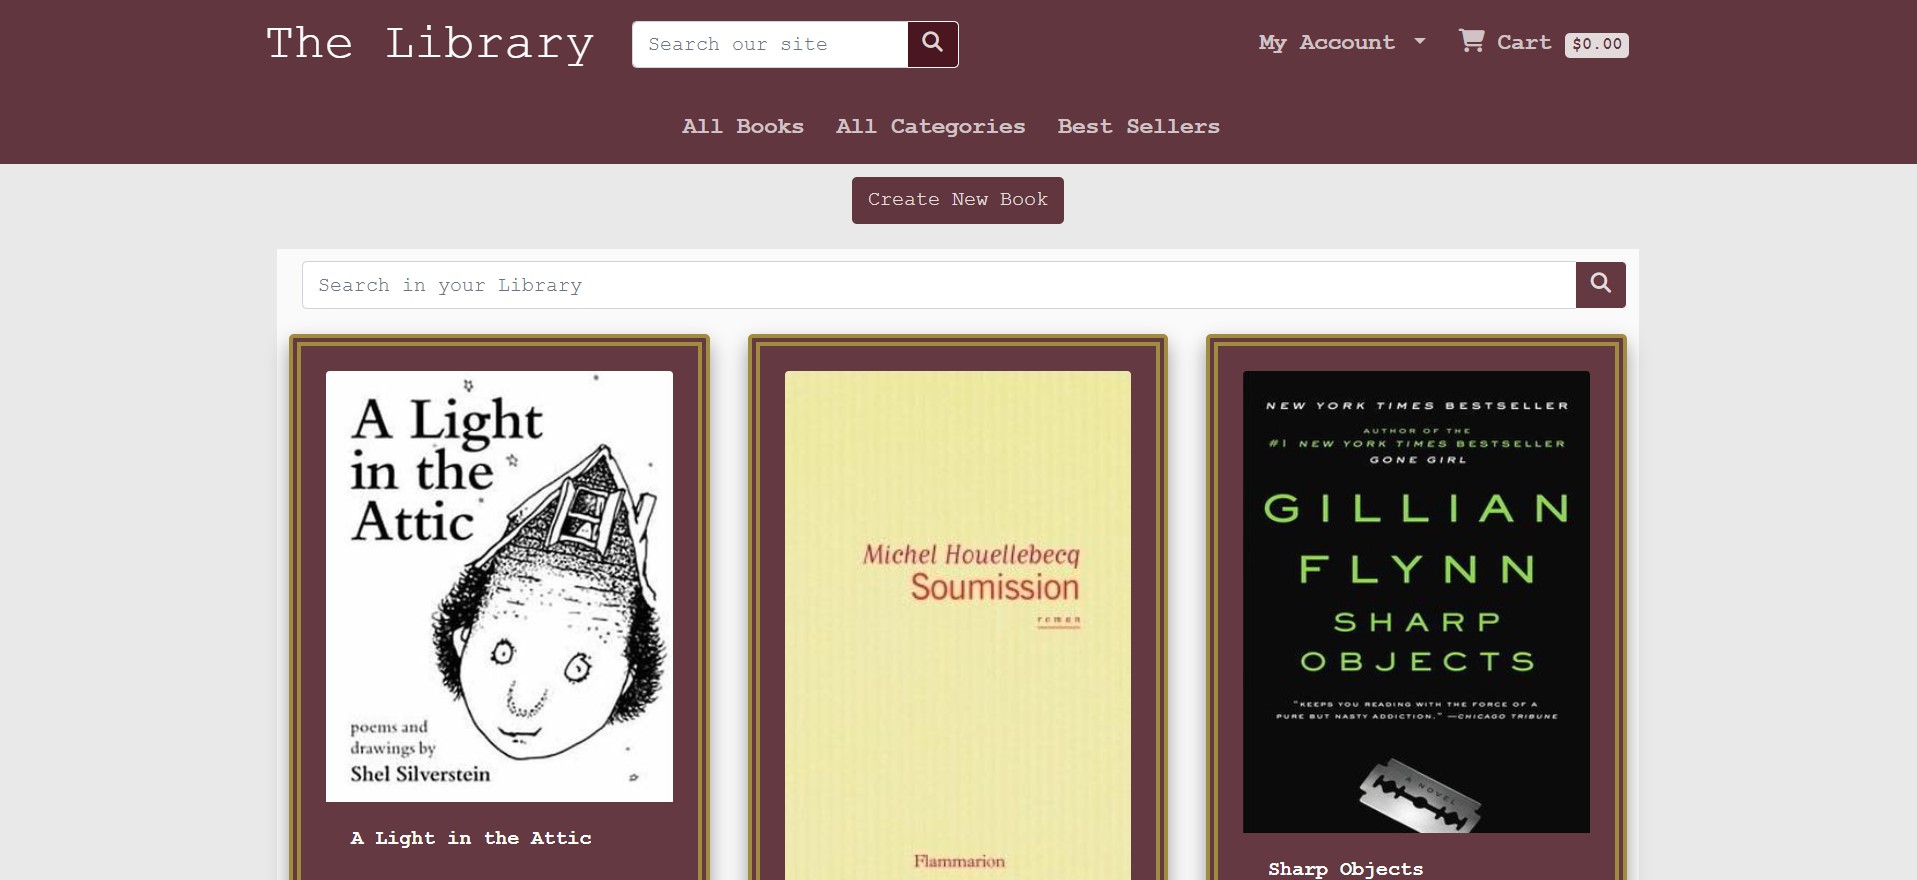 The Library
Search our site
My Account
Cart $0.00
All Books
All Categories
Best Sellers
Create New Book
Search in your Library
A Light
in the
Attic
poems and
drawings by
Shel Silverstein
A Light in the Attic
Michel Houellebecq
Soumission
roman
Flammarion
NEW YORK TIMES BESTSELLER
AUTHOR OF THE
#1 NEW YORK TIMES BESTSELLER
GONE GIRL
GILLIAN
FLYNN
SHARP
OBJECTS
"KEEPS YOU READING WITH THE FORCE OF A
PURE BUT NASTY ADDICTION." —CHICAGO TRIBUNE
A NOVEL
Sharp Objects